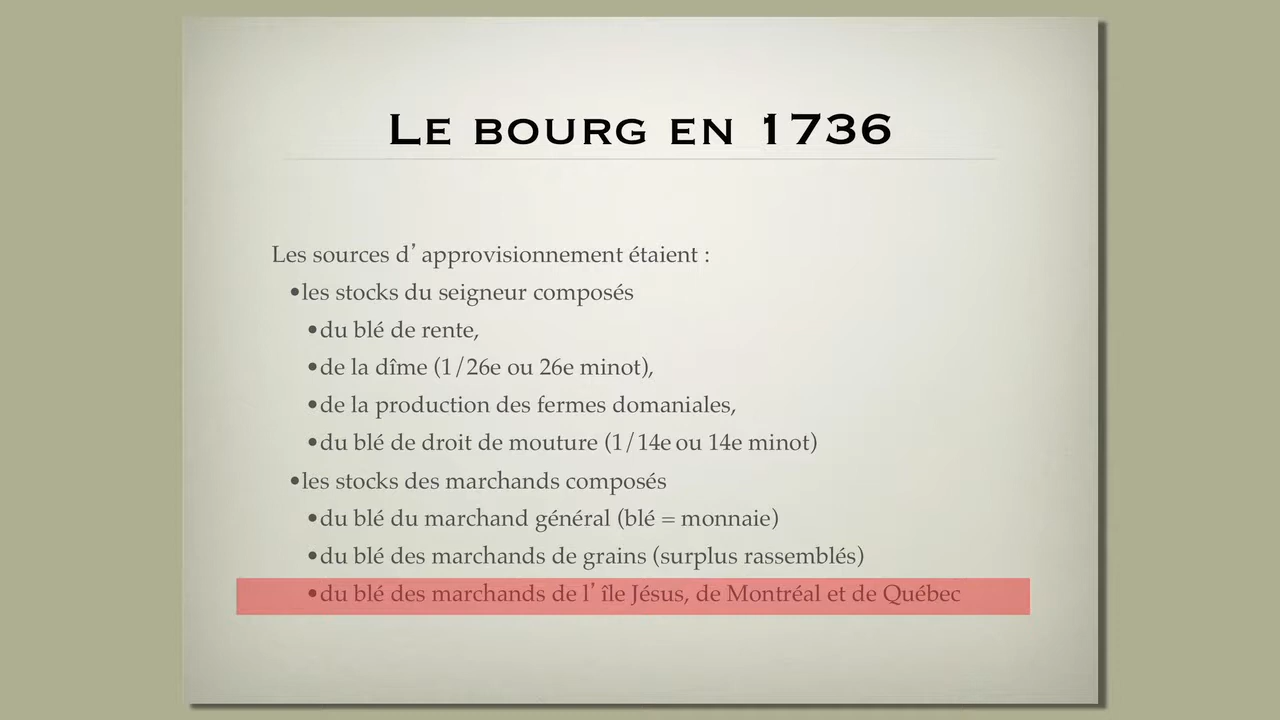 Le bourg en 1736
Les sources d’ approvisionnement étaient :
•les stocks du seigneur composés
•du blé de rente,
•de la dîme (1/26e ou 26e minot),
•de la production des fermes domaniales,
•du blé de droit de mouture (1/14e ou 14e minot)
•les stocks des marchands composés
•du blé du marchand général (blé = monnaie)
•du blé des marchands de grains (surplus rassemblés)
•du blé des marchands de l’ île Jésus, de Montréal et de Québec